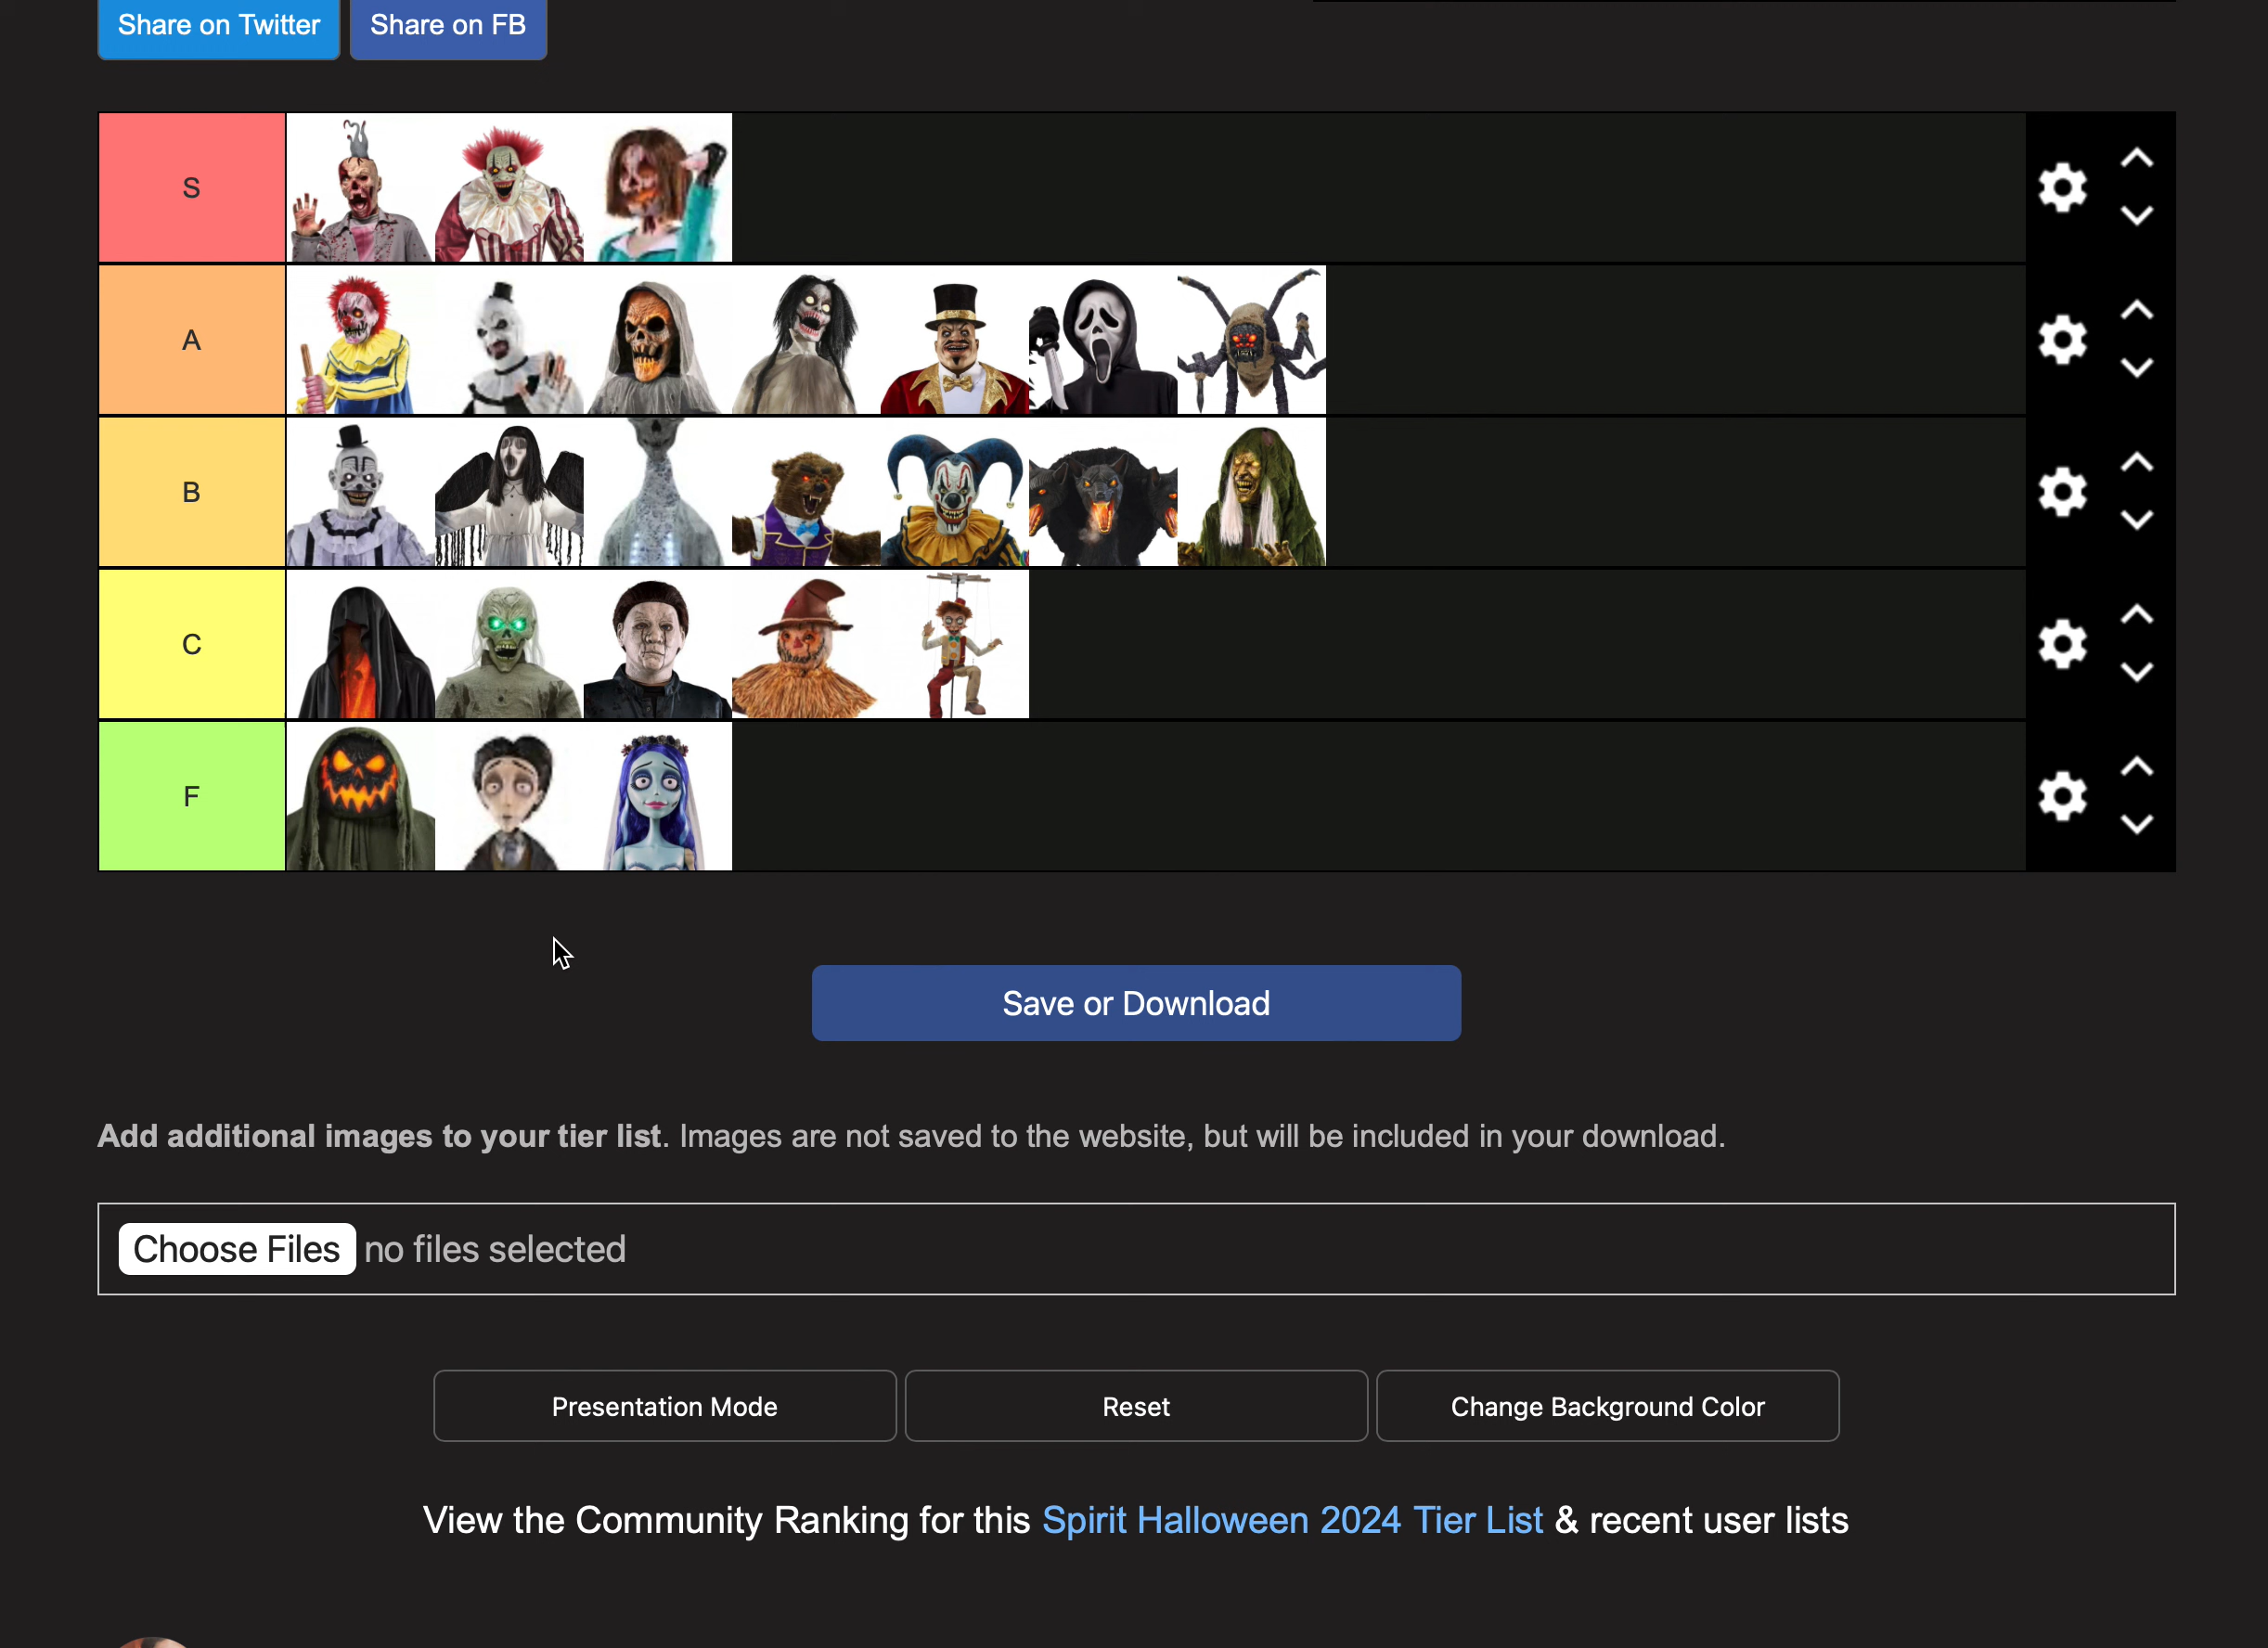 Share on Twitter
Share on FB
S
A
B
C
F
Save or Download
Add additional images to your tier list. Images are not saved to the website, but will be included in your download.
Choose Files no files selected
Presentation Mode
Reset
Change Background Color
View the Community Ranking for this Spirit Halloween 2024 Tier List & recent user lists